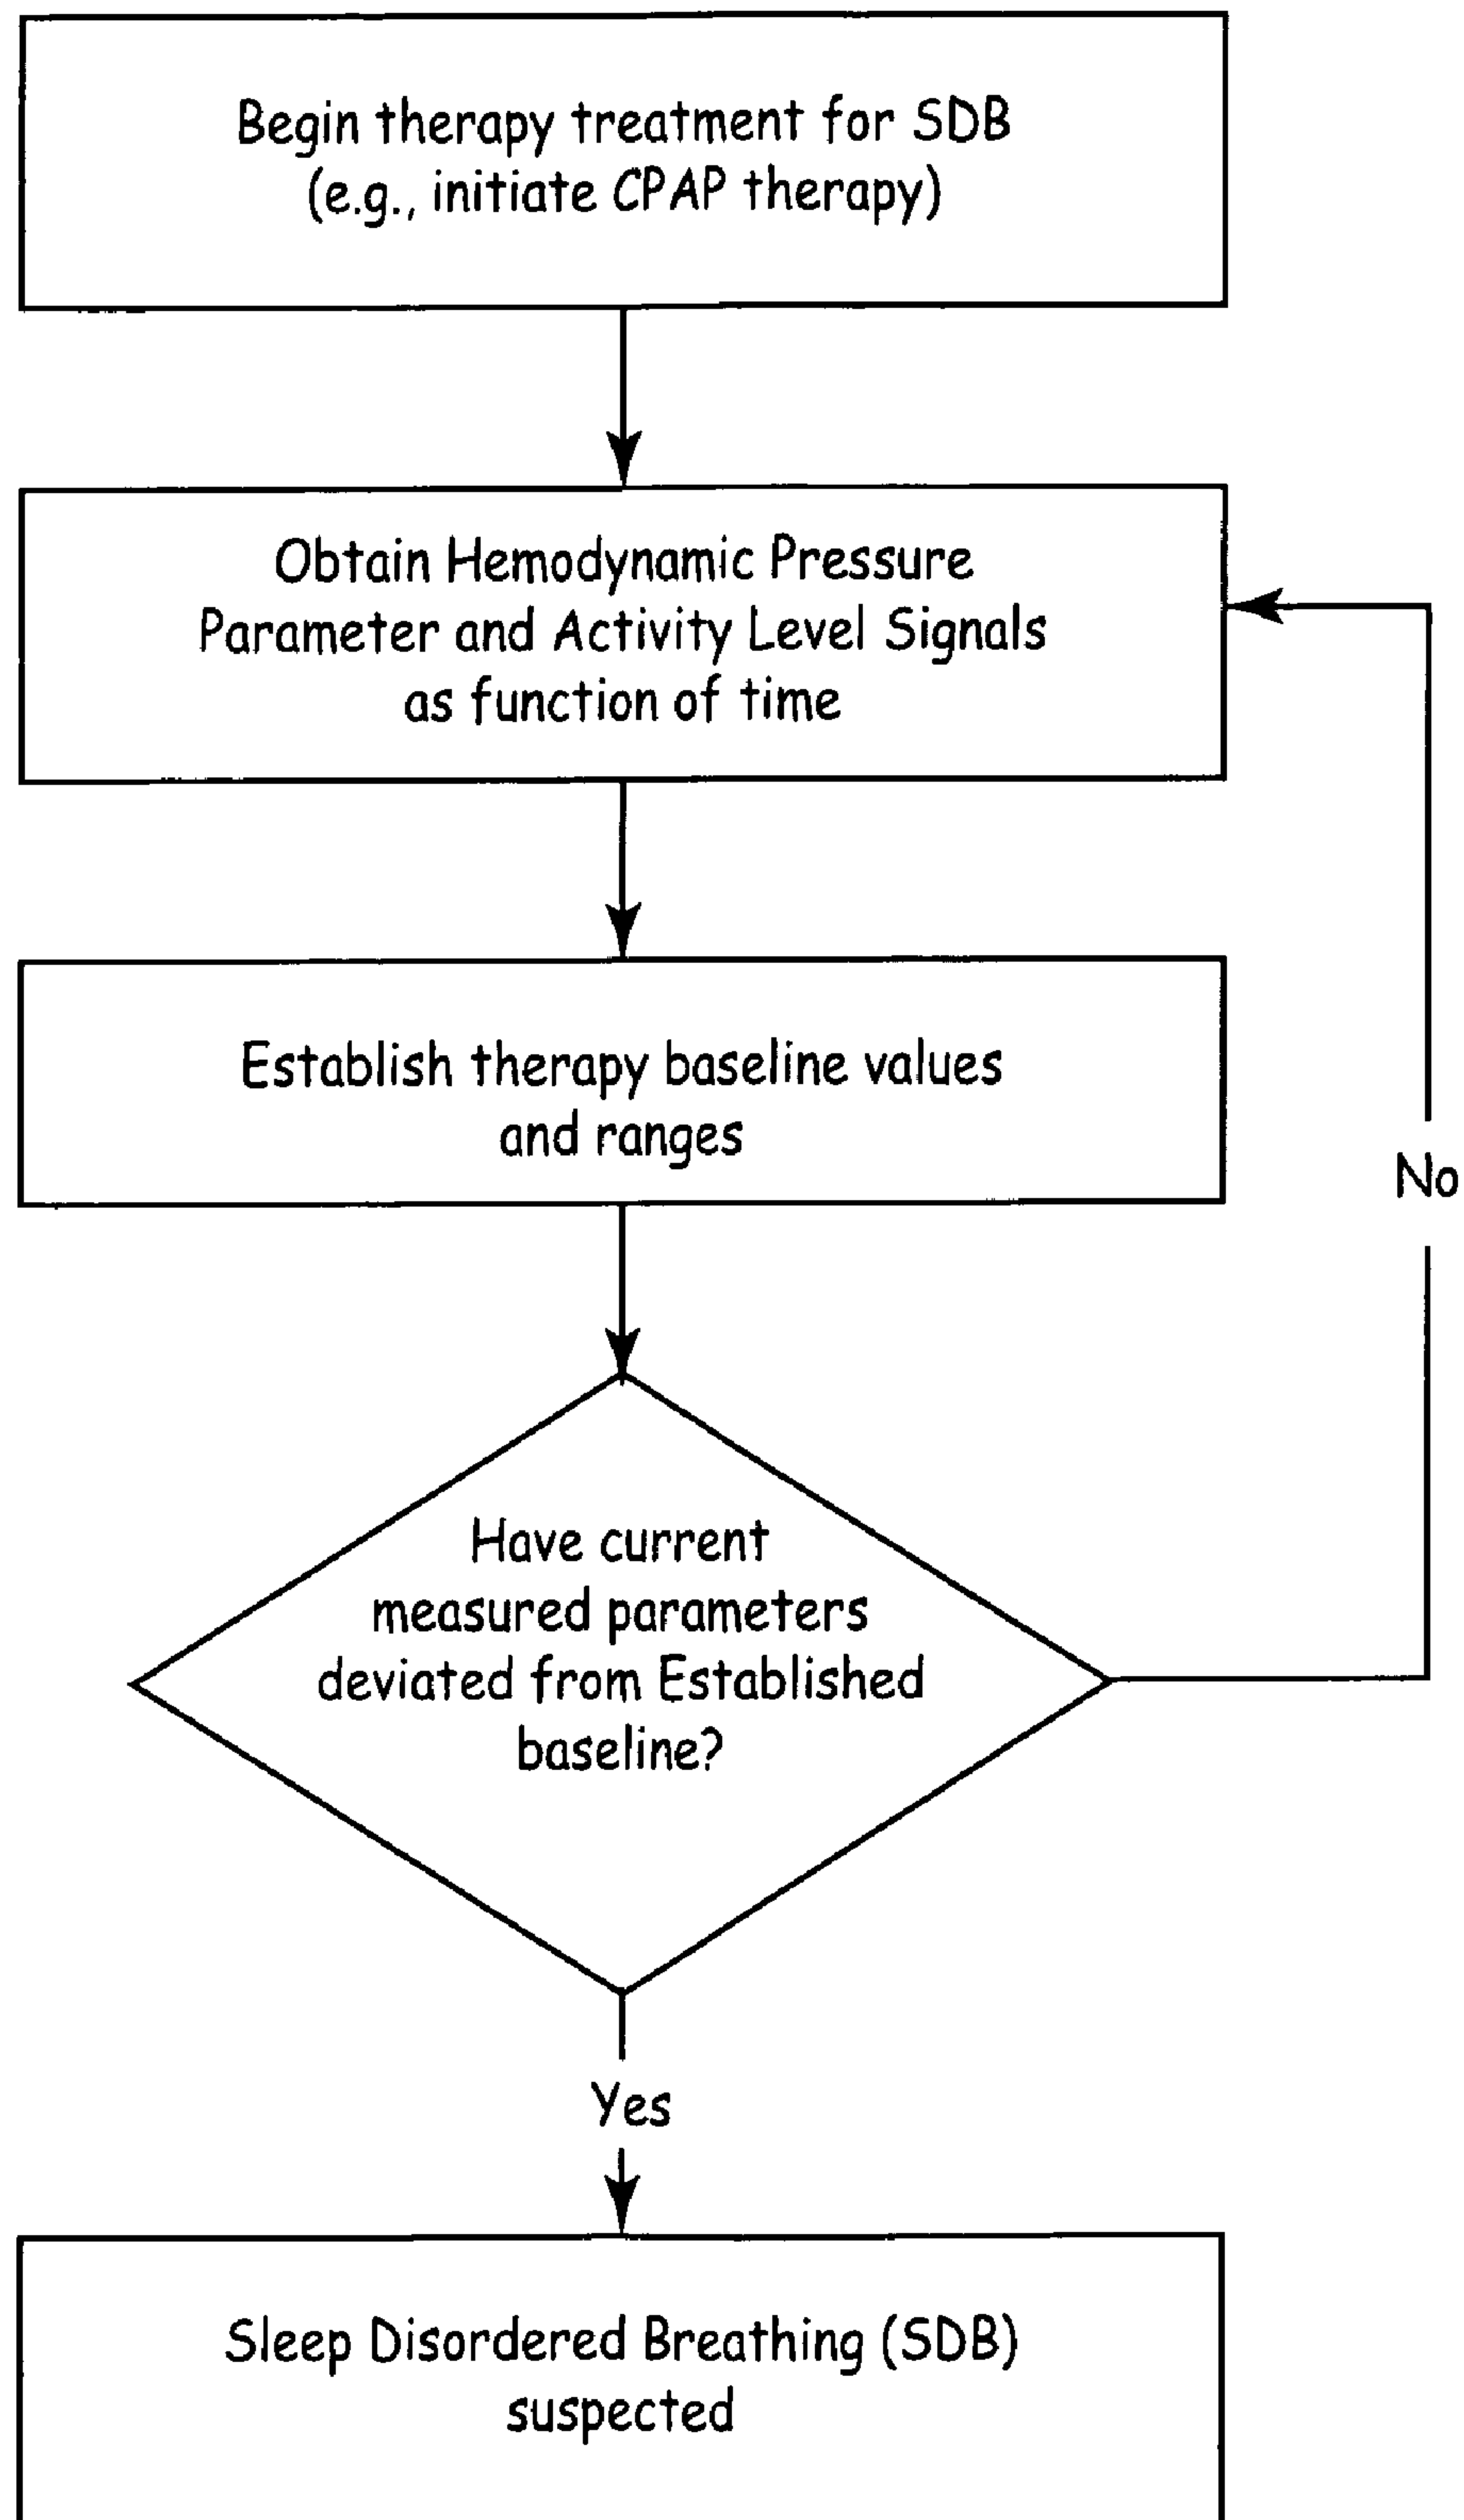 Begin therapy treatment for SDB
(e.g., initiate CPAP therapy)
Obtain Hemodynamic Pressure
Parameter and Activity Level Signals
as function of time
Establish therapy baseline values
and ranges
No
Have current
measured parameters
deviated from Established
baseline?
Yes
Sleep Disordered Breathing (SDB)
suspected